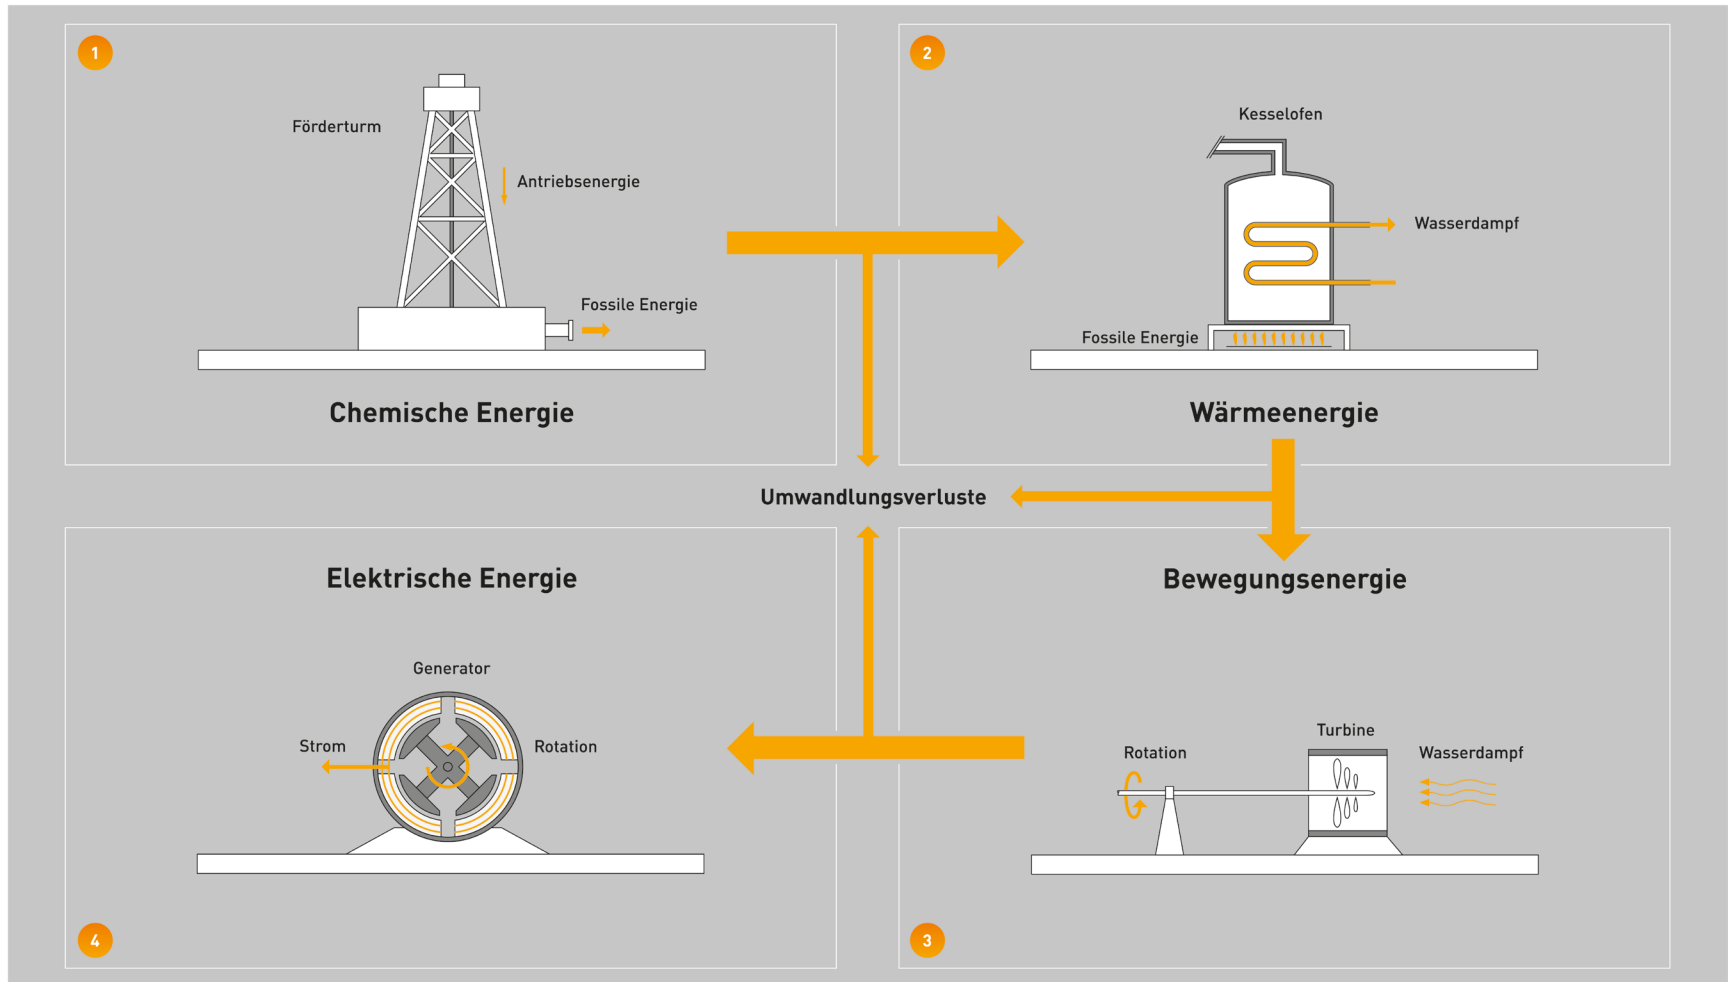 1
Förderturm
Antriebsenergie
Fossile Energie
Chemische Energie
2
Kesselofen
Wasserdampf
Fossile Energie
Wärmeenergie
Umwandlungsverluste
Bewegungsenergie
Turbine
Rotation
Wasserdampf
3
Elektrische Energie
Generator
Strom
Rotation
4